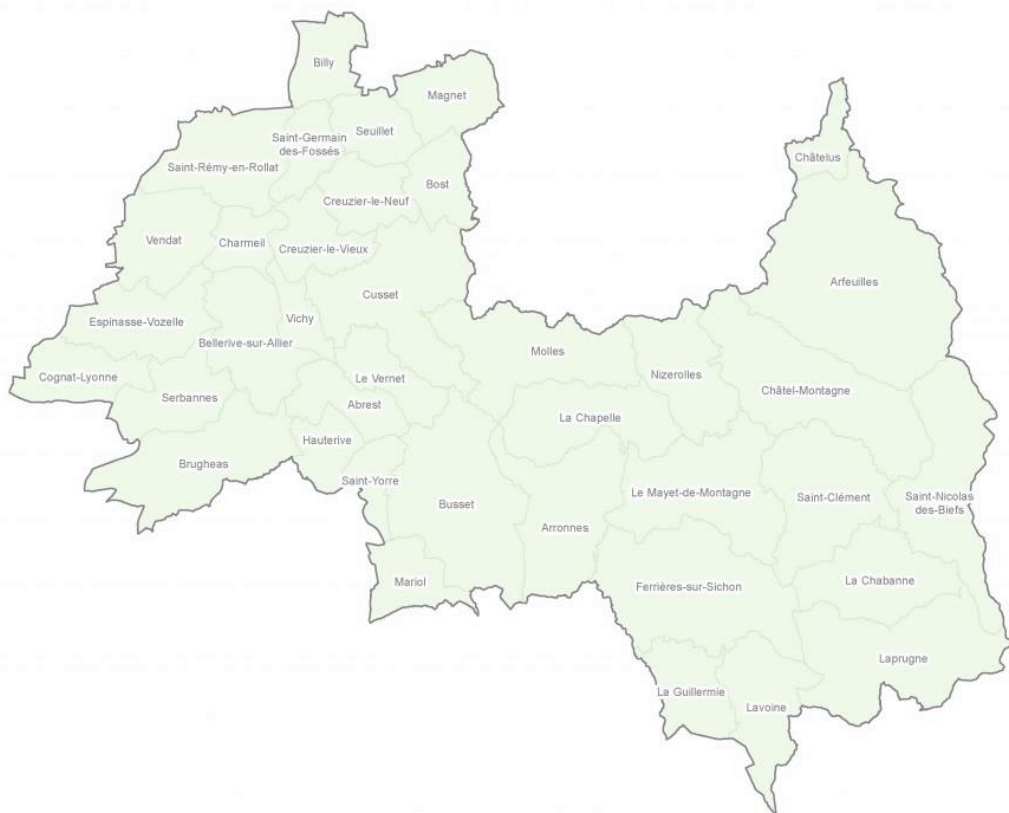 Billy
Magnet
Seuillet
Saint-Germain
des-Fossés
Châtelus
Saint-Rémy-en-Rollat
Bost
Creuzier-le-Neuf
Vendat
Charmeil
Creuzier-le-Vieux
Arfeuilles
Cusset
Espinasse-Vozelle
Vichy
Bellerive-sur-Allier
Molles
Nizerolles
Cognat-Lyonne
Le Vernet
Châtel-Montagne
Serbannes
Abrest
La Chapelle
Hauterive
Brugheas
Saint-Yorre
Le Mayet-de-Montagne
Saint-Clément
Saint-Nicolas
des-Biefs
Busset
Arronnes
Mariol
Ferrières-sur-Sichon
La Chabanne
Laprugne
La Guillermie
Lavoine